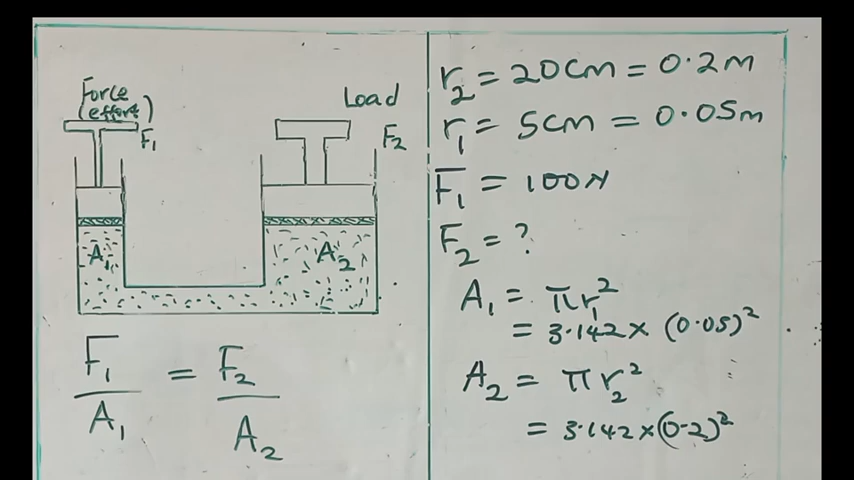 Force
(effort)
F₁
Load
F₂
A₁
A₂
F₁/A₁ = F₂/A₂
r₂ = 20cm = 0.2m
r₁ = 5cm = 0.05m
F₁ = 100N
F₂ = ?
A₁ = πr₁²
= 3.142 × (0.05)²
A₂ = πr₂²
= 3.142 × (0.2)²